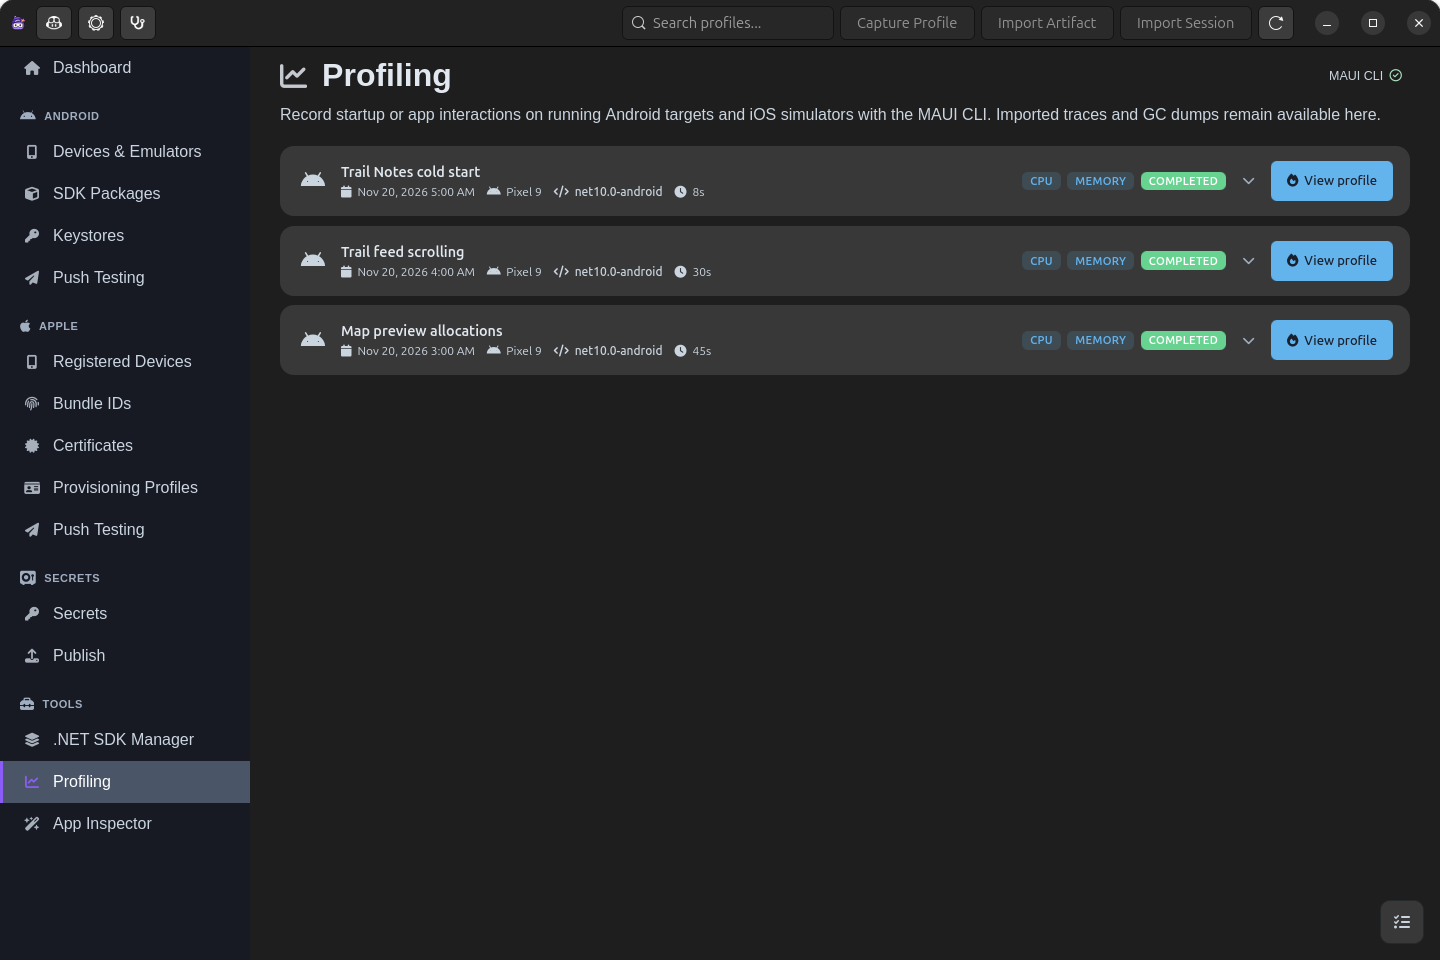 Search profiles...
Capture Profile
Import Artifact
Import Session
Dashboard
ANDROID
Devices & Emulators
SDK Packages
Keystores
Push Testing
APPLE
Registered Devices
Bundle IDs
Certificates
Provisioning Profiles
Push Testing
SECRETS
Secrets
Publish
TOOLS
.NET SDK Manager
Profiling
App Inspector
Profiling
MAUI CLI
Record startup or app interactions on running Android targets and iOS simulators with the MAUI CLI. Imported traces and GC dumps remain available here.
Trail Notes cold start
Nov 20, 2026 5:00 AM Pixel 9 net10.0-android 8s
CPU MEMORY COMPLETED View profile
Trail feed scrolling
Nov 20, 2026 4:00 AM Pixel 9 net10.0-android 30s
CPU MEMORY COMPLETED View profile
Map preview allocations
Nov 20, 2026 3:00 AM Pixel 9 net10.0-android 45s
CPU MEMORY COMPLETED View profile